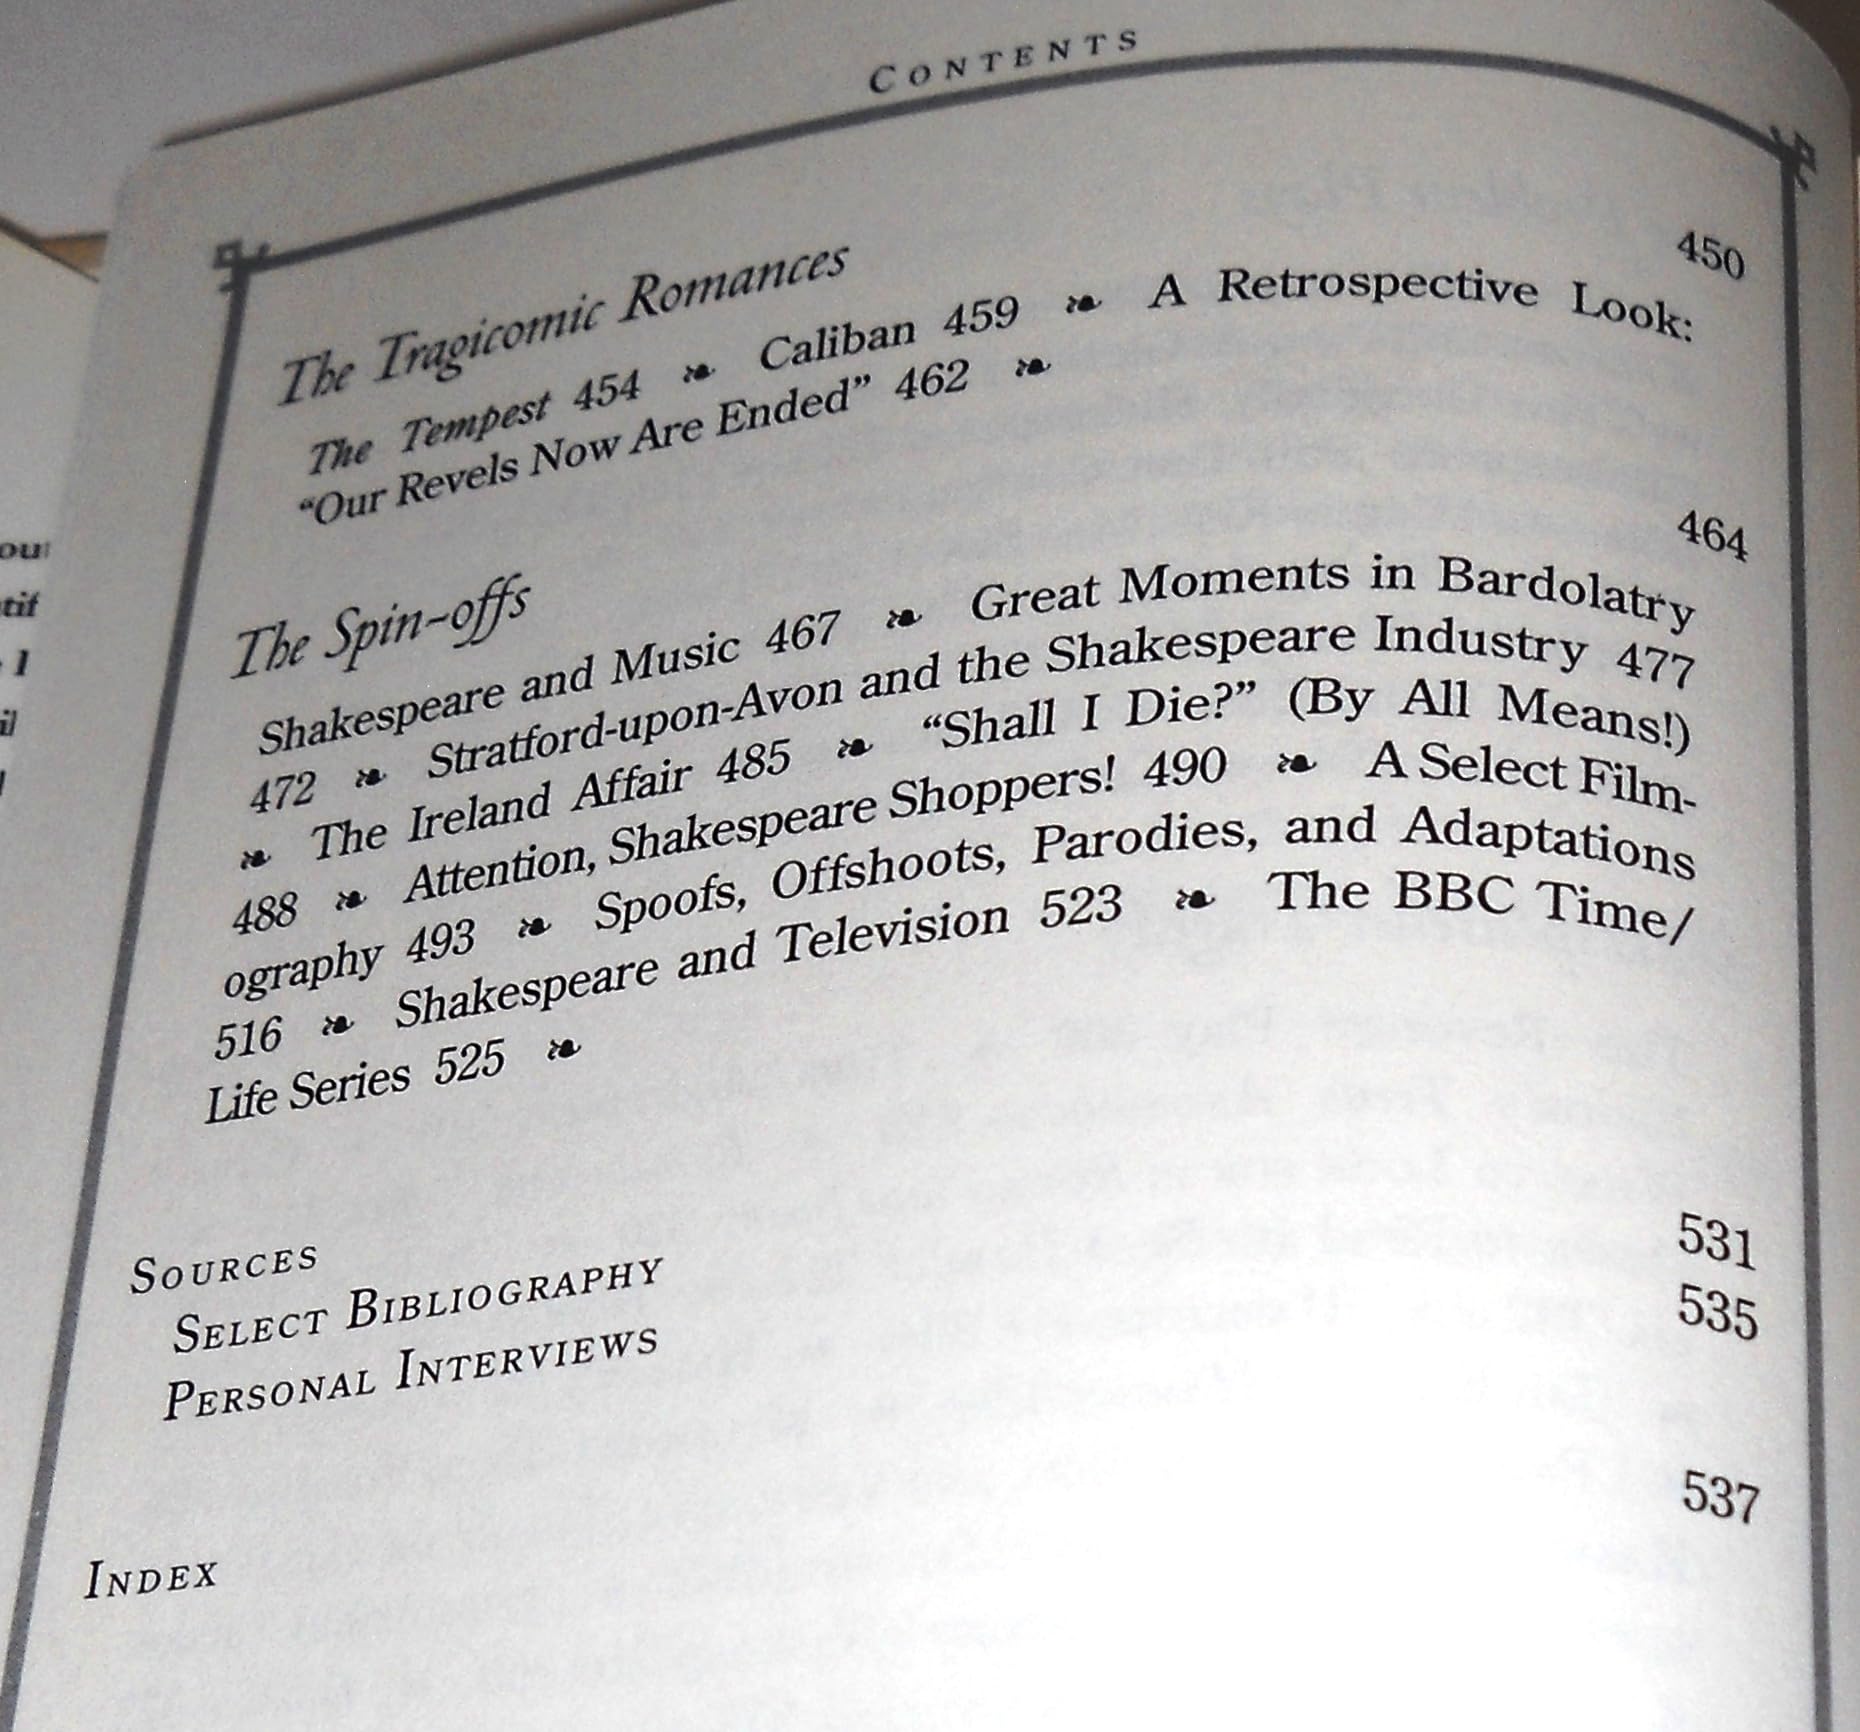 CONTENTS
The Tragicomic Romances 450
The Tempest 454 ❧ Caliban 459 ❧ A Retrospective Look:
“Our Revels Now Are Ended” 462 ❧
The Spin-offs 464
Shakespeare and Music 467 ❧ Great Moments in Bardolatry
472 ❧ Stratford-upon-Avon and the Shakespeare Industry 477
❧ The Ireland Affair 485 ❧ “Shall I Die?” (By All Means!)
488 ❧ Attention, Shakespeare Shoppers! 490 ❧ A Select Film-
ography 493 ❧ Spoofs, Offshoots, Parodies, and Adaptations
516 ❧ Shakespeare and Television 523 ❧ The BBC Time/
Life Series 525 ❧
SOURCES
SELECT BIBLIOGRAPHY 531
PERSONAL INTERVIEWS 535
INDEX 537